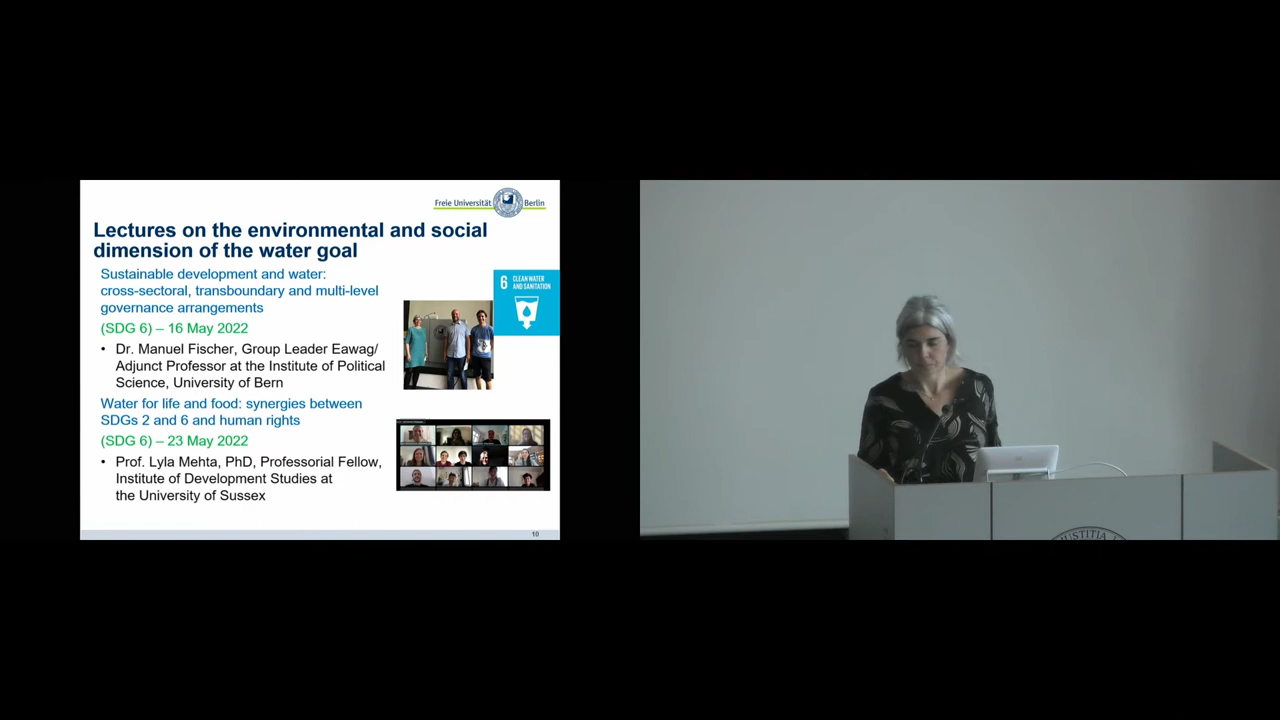 Freie Universität Berlin
Lectures on the environmental and social
dimension of the water goal
Sustainable development and water:
cross-sectoral, transboundary and multi-level
governance arrangements
(SDG 6) – 16 May 2022
• Dr. Manuel Fischer, Group Leader Eawag/
Adjunct Professor at the Institute of Political
Science, University of Bern
Water for life and food: synergies between
SDGs 2 and 6 and human rights
(SDG 6) – 23 May 2022
• Prof. Lyla Mehta, PhD, Professorial Fellow,
Institute of Development Studies at
the University of Sussex
6 CLEAN WATER
AND SANITATION
10
JUSTITIA